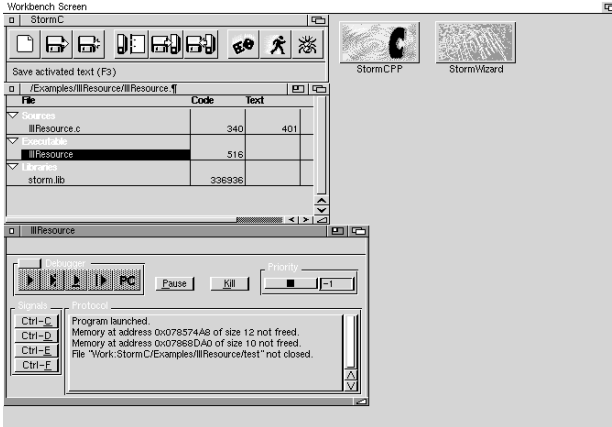 Workbench Screen
StormC
Save activated text (F3)
StormCPP
StormWizard
/Examples/IllResource/IllResource.¶
File Code Text
Sources
IllResource.c 340 401
Executable
IllResource 516
Libraries
storm.lib 336936
IllResource
Debugger
PC
Pause
Kill
Priority
-1
Signals
Ctrl-C
Ctrl-D
Ctrl-E
Ctrl-F
Protocol
Program launched.
Memory at address 0x078574A8 of size 12 not freed.
Memory at address 0x07868DA0 of size 10 not freed.
File "Work:StormC/Examples/IllResource/test" not closed.